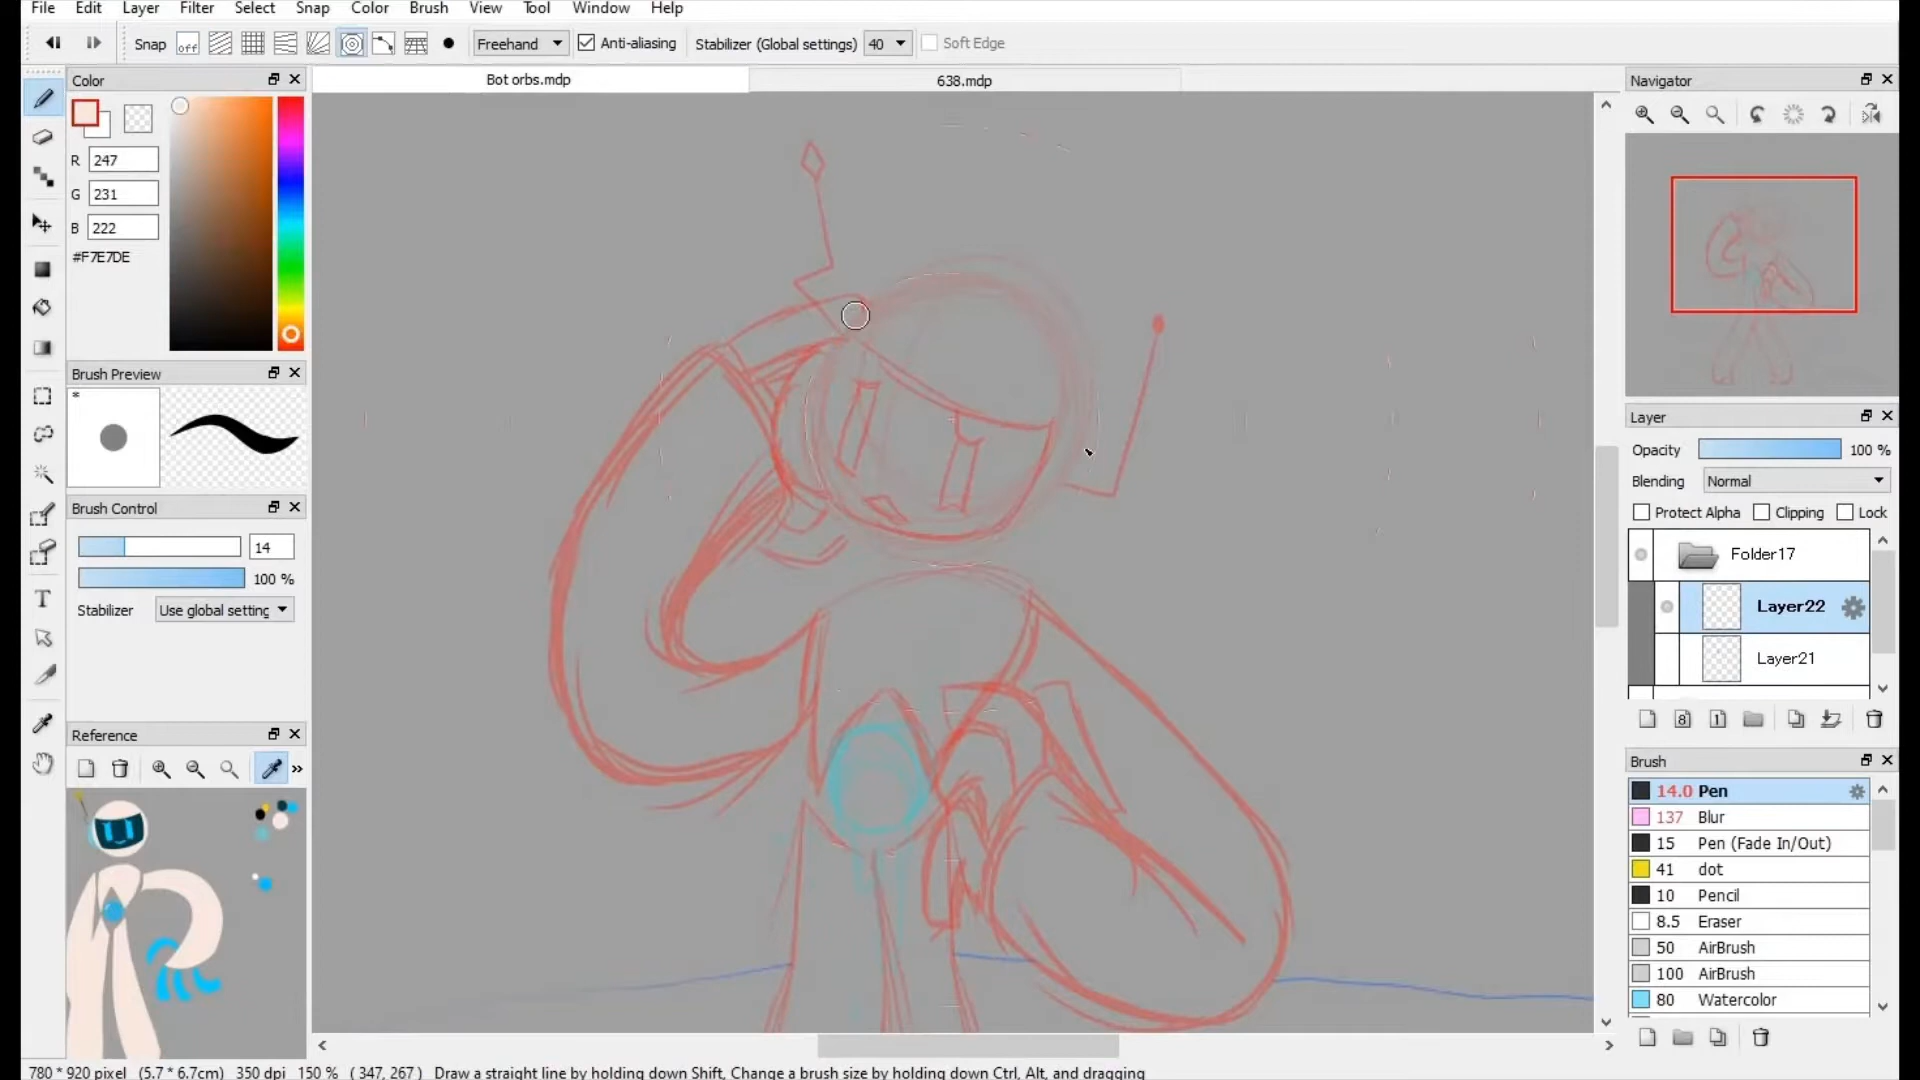 File Edit Layer Filter Select Snap Color Brush View Tool Window Help
Snap off Freehand Anti-aliasing Stabilizer (Global settings) 40 Soft Edge
Color
R 247
G 231
B 222
#F7E7DE
Brush Preview
*
Brush Control
14
100 %
Stabilizer Use global setting
Reference
»
Bot orbs.mdp 638.mdp
Navigator
Layer
Opacity 100 %
Blending Normal
Protect Alpha Clipping Lock
Folder17
Layer22
Layer21
8 1
Brush
14.0 Pen
137 Blur
15 Pen (Fade In/Out)
41 dot
10 Pencil
8.5 Eraser
50 AirBrush
100 AirBrush
80 Watercolor
T
780 * 920 pixel (5.7 * 6.7cm) 350 dpi 150 % ( 347, 267 ) Draw a straight line by holding down Shift, Change a brush size by holding down Ctrl, Alt, and dragging